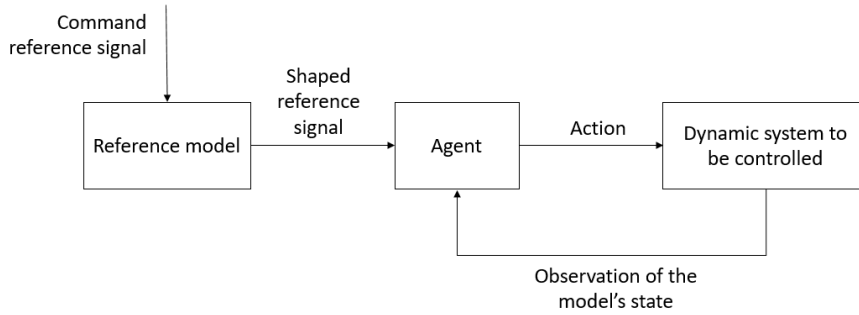 Command
reference signal
Shaped
reference
signal
Reference model
Agent
Action
Dynamic system to
be controlled
Observation of the
model's state